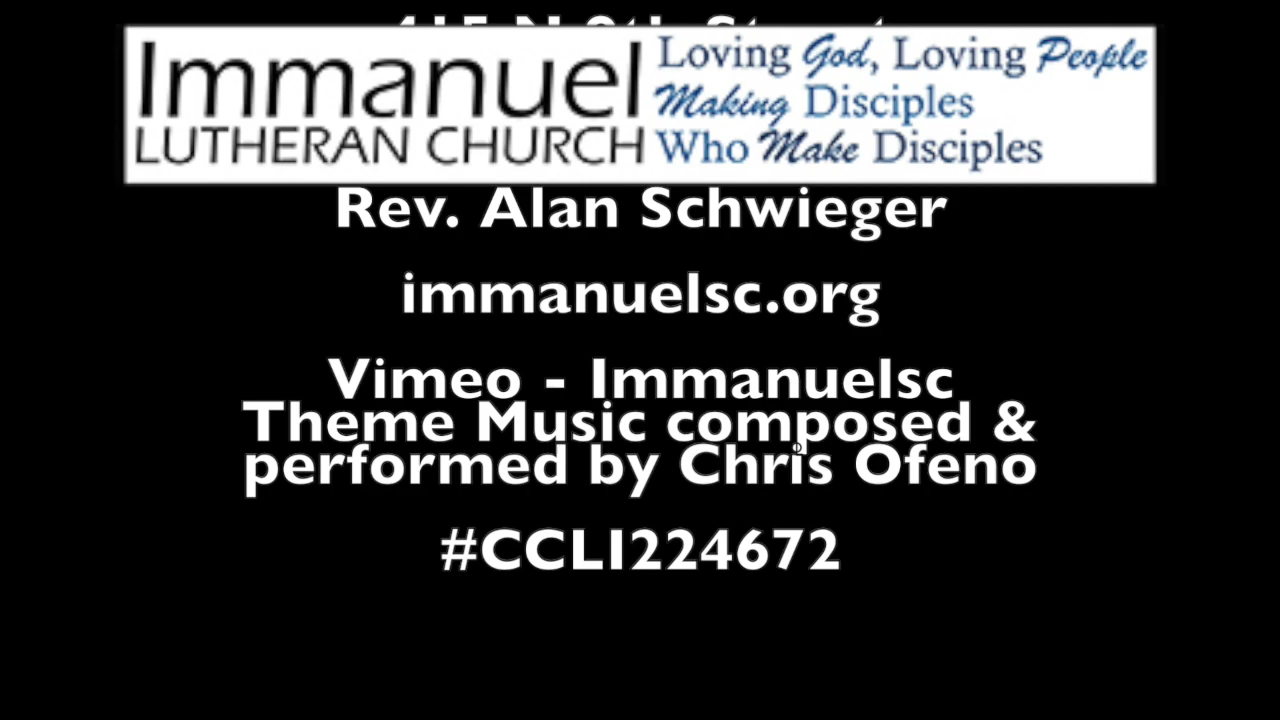 Immanuel
LUTHERAN CHURCH
Loving God, Loving People
Making Disciples
Who Make Disciples
Rev. Alan Schwieger
immanuelsc.org
Vimeo - Immanuelsc
Theme Music composed &
performed by Chris Ofeno
#CCLI224672